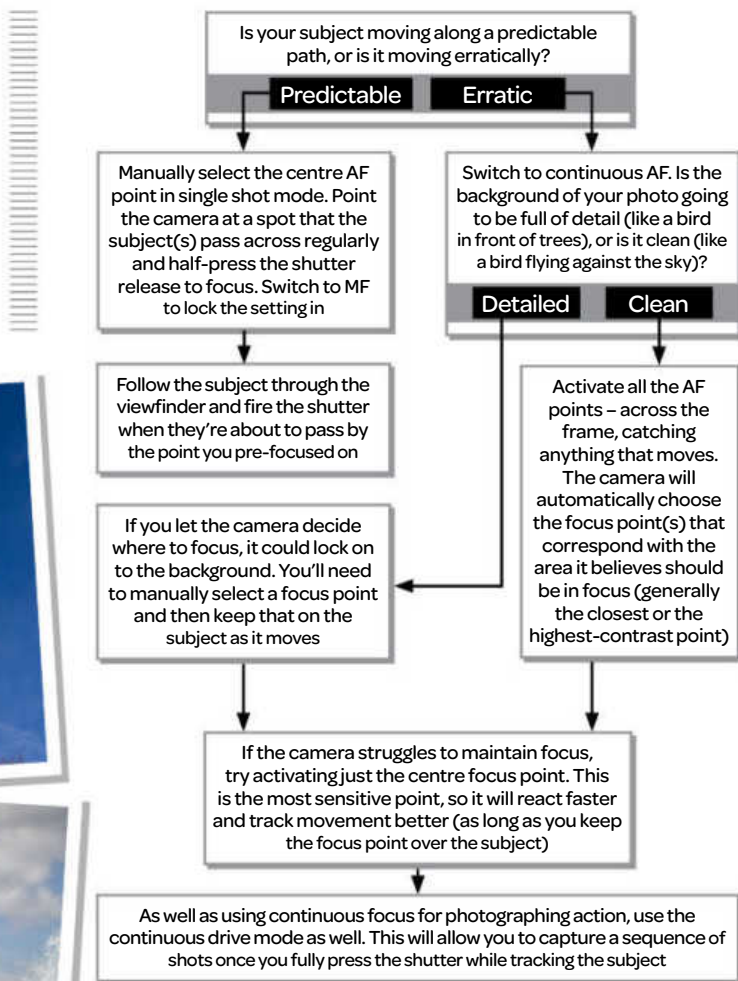 Is your subject moving along a predictable
path, or is it moving erratically?
Predictable
Erratic
Manually select the centre AF
point in single shot mode. Point
the camera at a spot that the
subject(s) pass across regularly
and half-press the shutter
release to focus. Switch to MF
to lock the setting in
Follow the subject through the
viewfinder and fire the shutter
when they're about to pass by
the point you pre-focused on
Switch to continuous AF. Is the
background of your photo going
to be full of detail (like a bird
in front of trees), or is it clean (like
a bird flying against the sky)?
Detailed
Clean
If you let the camera decide
where to focus, it could lock on
to the background. You'll need
to manually select a focus point
and then keep that on the
subject as it moves
Activate all the AF
points – across the
frame, catching
anything that moves.
The camera will
automatically choose
the focus point(s) that
correspond with the
area it believes should
be in focus (generally
the closest or the
highest-contrast point)
If the camera struggles to maintain focus,
try activating just the centre focus point. This
is the most sensitive point, so it will react faster
and track movement better (as long as you keep
the focus point over the subject)
As well as using continuous focus for photographing action, use the
continuous drive mode as well. This will allow you to capture a sequence of
shots once you fully press the shutter while tracking the subject